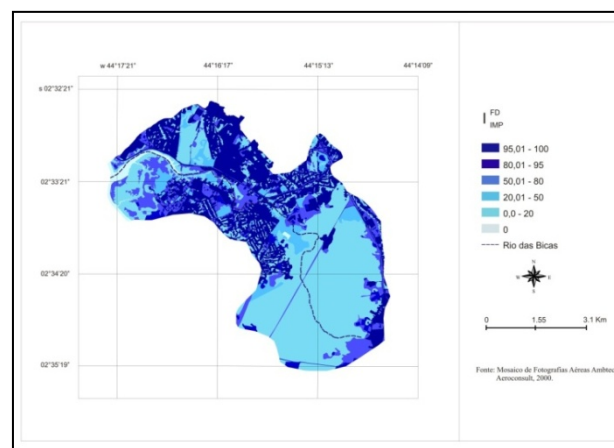 w 44°17'21" 44°16'17" 44°15'13" 44°14'09"
s 02°32'21"
02°33'21"
02°34'20"
02°35'19"
FD
IMP
95,01 - 100
80,01 - 95
50,01 - 80
20,01 - 50
0,0 - 20
0
Rio das Bicas
N
W E
S
0 1.55 3.1 Km
Fonte: Mosaico de Fotografias Aéreas Ambtec
Aeroconsult, 2000.